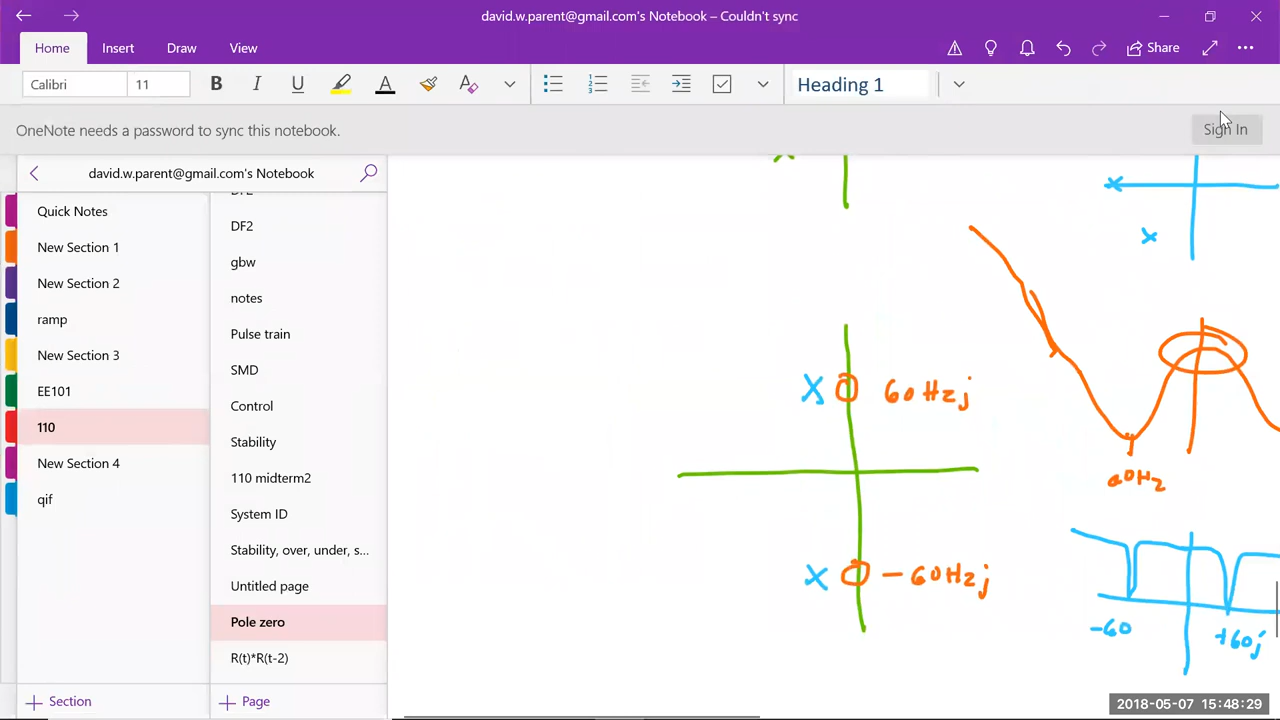 david.w.parent@gmail.com's Notebook – Couldn't sync
Home Insert Draw View Share
Calibri 11 B I U A Heading 1
OneNote needs a password to sync this notebook. Sign In
david.w.parent@gmail.com's Notebook
Quick Notes
New Section 1
New Section 2
ramp
New Section 3
EE101
110
New Section 4
qif
+ Section
DF2
gbw
notes
Pulse train
SMD
Control
Stability
110 midterm2
System ID
Stability, over, under, s...
Untitled page
Pole zero
R(t)*R(t-2)
+ Page
x
x
x
x 60Hzj
x -60Hzj
-60 +60j
2018-05-07 15:48:29